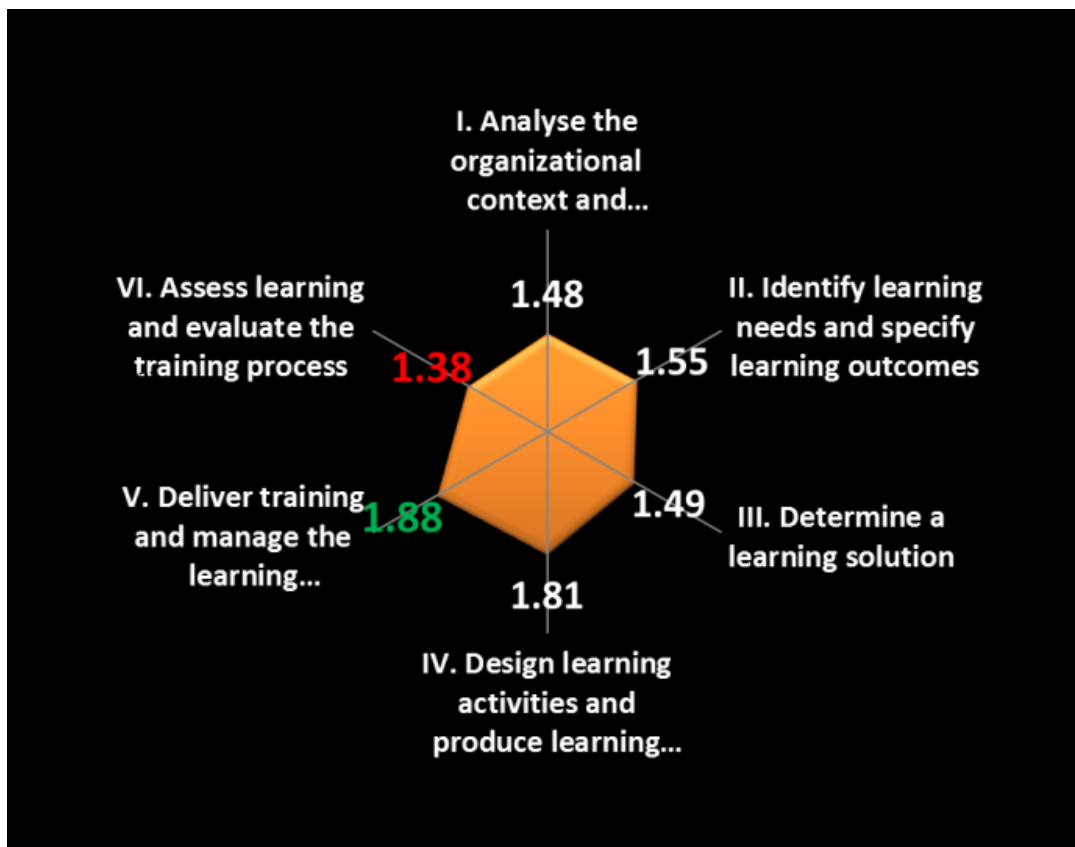 I. Analyse the
organizational
context and...
1.48
II. Identify learning
needs and specify
learning outcomes
1.55
III. Determine a
learning solution
1.49
IV. Design learning
activities and
produce learning...
1.81
V. Deliver training
and manage the
learning...
1.88
VI. Assess learning
and evaluate the
training process
1.38